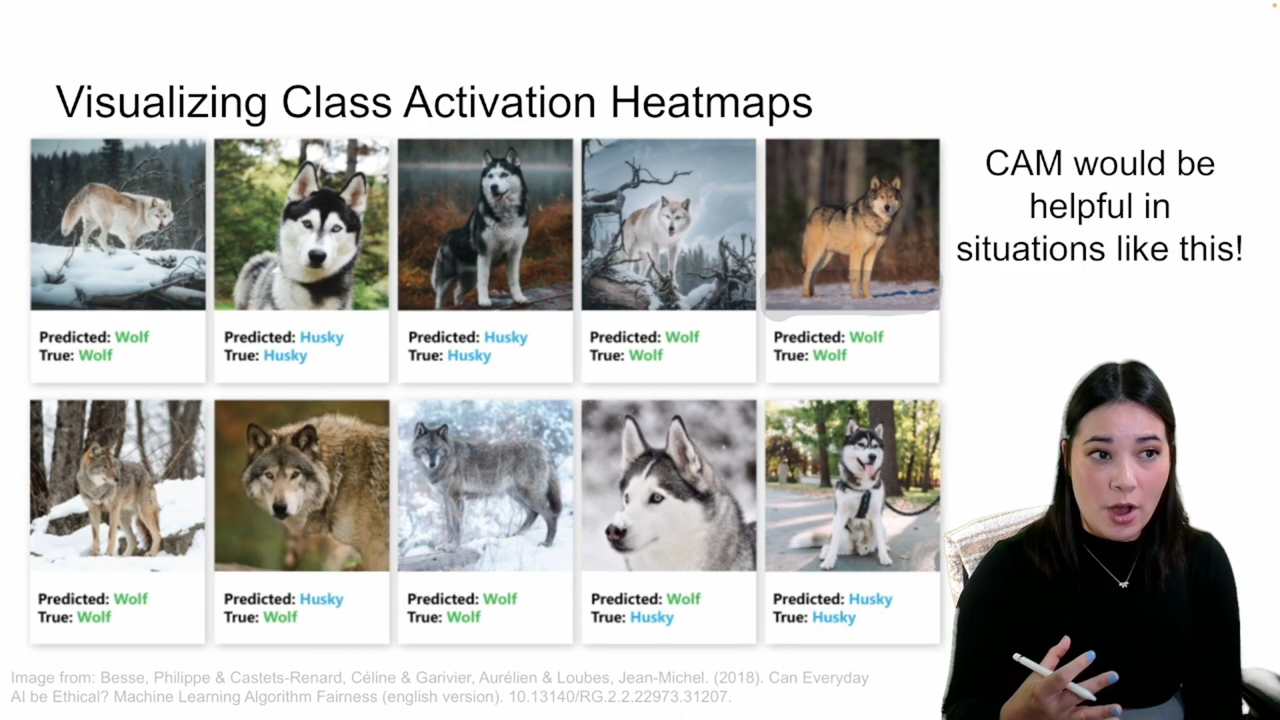 Visualizing Class Activation Heatmaps
CAM would be
helpful in
situations like this!
Predicted: Wolf
True: Wolf
Predicted: Husky
True: Husky
Predicted: Husky
True: Husky
Predicted: Wolf
True: Wolf
Predicted: Wolf
True: Wolf
Predicted: Wolf
True: Wolf
Predicted: Husky
True: Wolf
Predicted: Wolf
True: Wolf
Predicted: Wolf
True: Husky
Predicted: Husky
True: Husky
Image from: Besse, Philippe & Castets-Renard, Céline & Garivier, Aurélien & Loubes, Jean-Michel. (2018). Can Everyday
AI be Ethical? Machine Learning Algorithm Fairness (english version). 10.13140/RG.2.2.22973.31207.